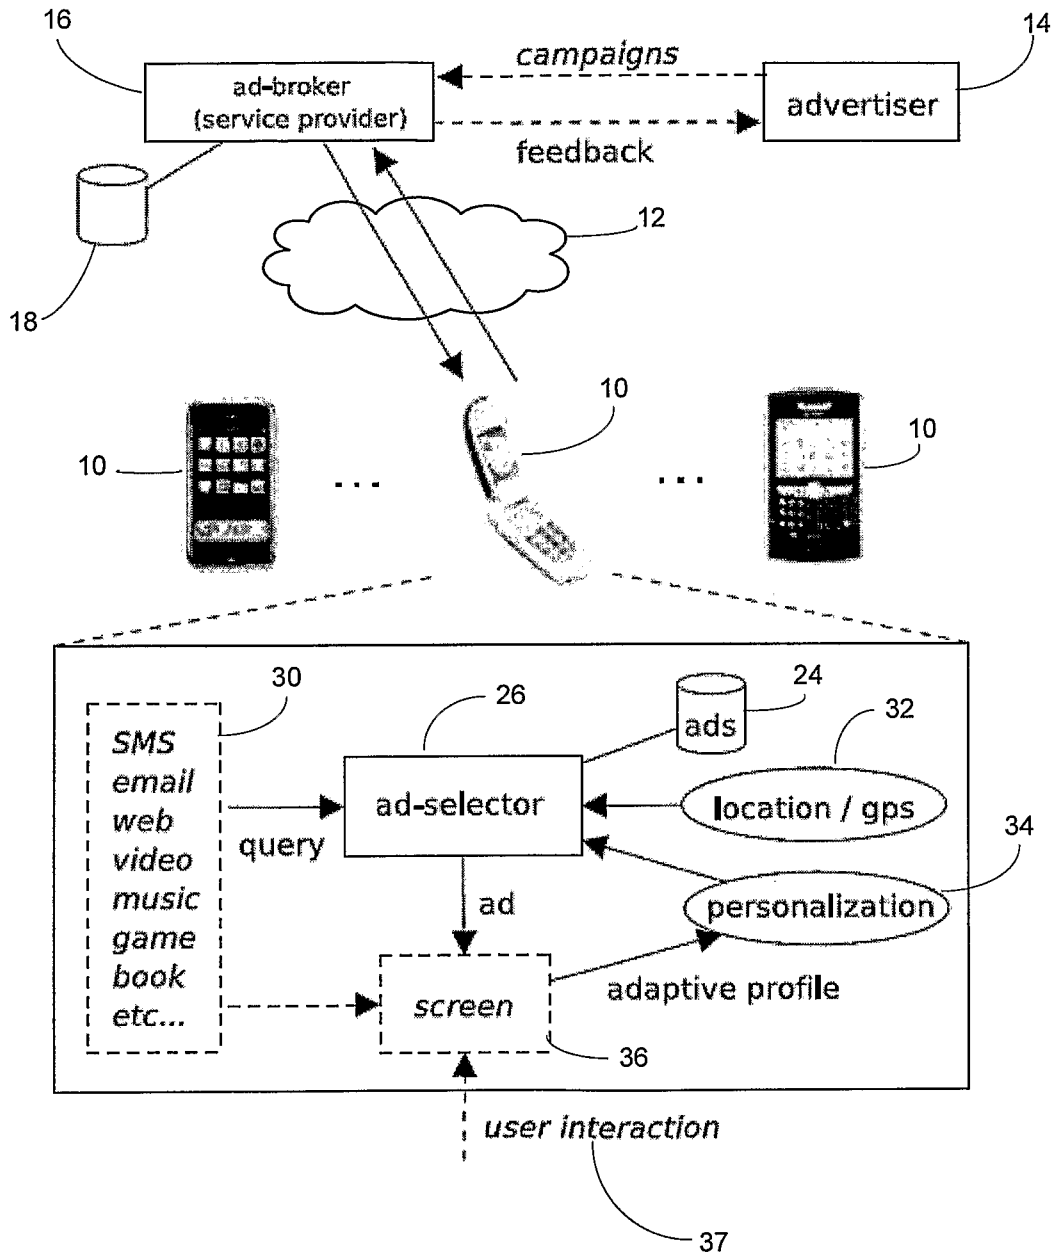 16
14
campaigns
ad-broker
(service provider)
advertiser
feedback
12
18
10
10
10
...
...
30
26
24
32
SMS
email
web
video
music
game
book
etc...
ads
ad-selector
location / gps
query
34
personalization
ad
screen
adaptive profile
36
user interaction
37